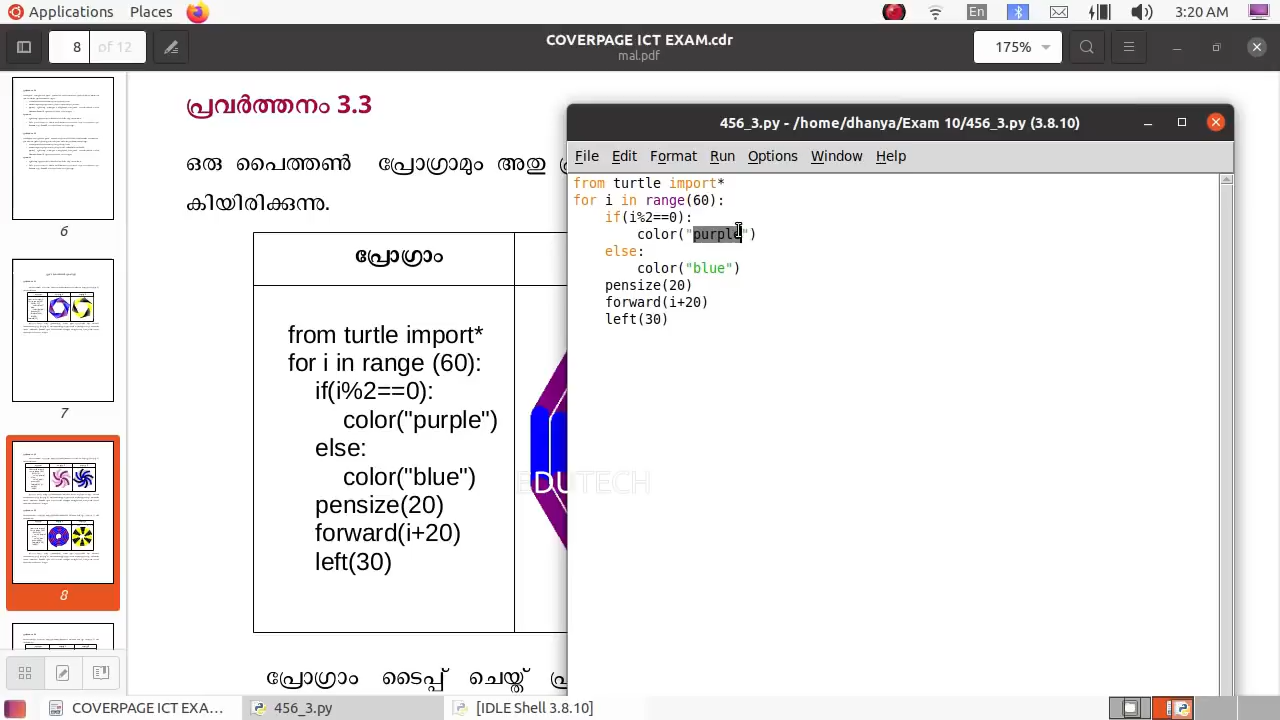 Applications Places En 3:20 AM
8 of 12
COVERPAGE ICT EXAM.cdr
mal.pdf
175%
6
7
8
പ്രവർത്തനം 3.3
ഒരു പൈത്തൺ പ്രോഗ്രാമും അതു
കിയിരിക്കുന്നു.
പ്രോഗ്രാം
from turtle import*
for i in range (60):
if(i%2==0):
color("purple")
else:
color("blue")
pensize(20)
forward(i+20)
left(30)
പ്രോഗ്രാം ടൈപ്പ് ചെയ്ത്
456_3.py - /home/dhanya/Exam 10/456_3.py (3.8.10)
File Edit Format Run Options Window Help
from turtle import*
for i in range(60):
if(i%2==0):
color("purple")
else:
color("blue")
pensize(20)
forward(i+20)
left(30)
EDUTECH
COVERPAGE ICT EXA... 456_3.py [IDLE Shell 3.8.10]